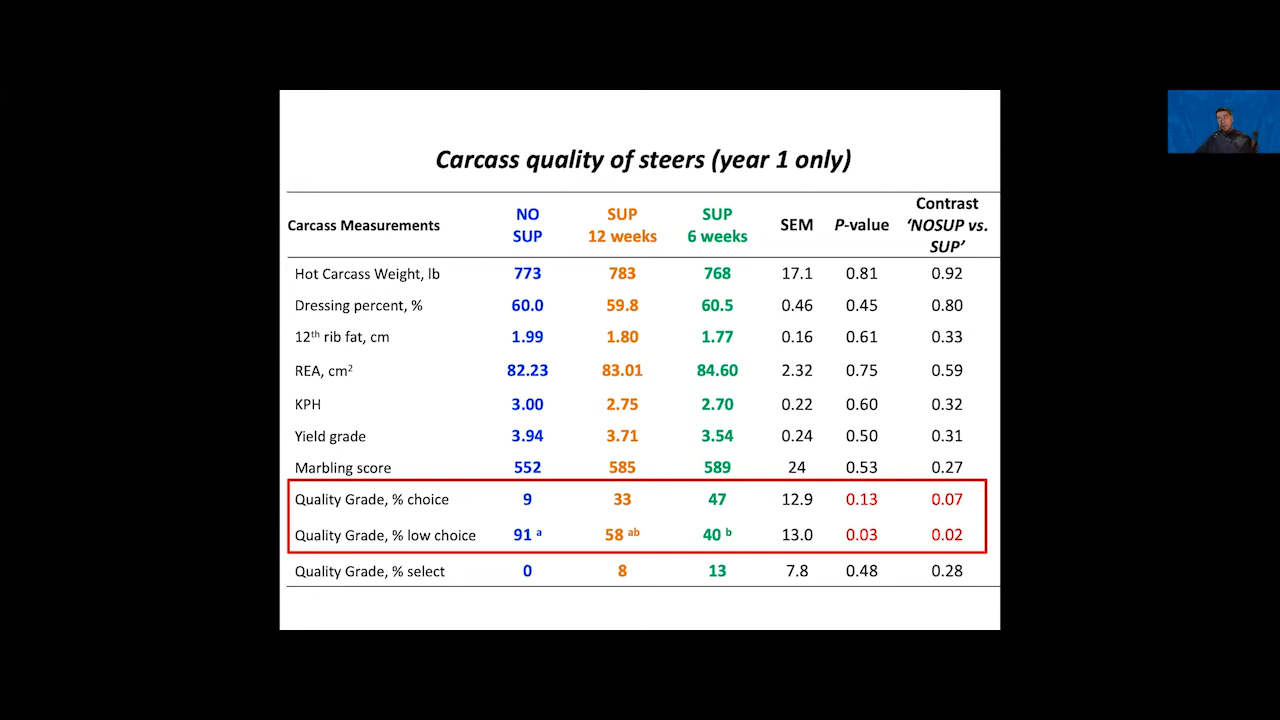 Carcass quality of steers (year 1 only)
Carcass Measurements NO SUP SUP 12 weeks SUP 6 weeks SEM P-value Contrast ‘NOSUP vs. SUP’
Hot Carcass Weight, lb 773 783 768 17.1 0.81 0.92
Dressing percent, % 60.0 59.8 60.5 0.46 0.45 0.80
12th rib fat, cm 1.99 1.80 1.77 0.16 0.61 0.33
REA, cm2 82.23 83.01 84.60 2.32 0.75 0.59
KPH 3.00 2.75 2.70 0.22 0.60 0.32
Yield grade 3.94 3.71 3.54 0.24 0.50 0.31
Marbling score 552 585 589 24 0.53 0.27
Quality Grade, % choice 9 33 47 12.9 0.13 0.07
Quality Grade, % low choice 91 a 58 ab 40 b 13.0 0.03 0.02
Quality Grade, % select 0 8 13 7.8 0.48 0.28